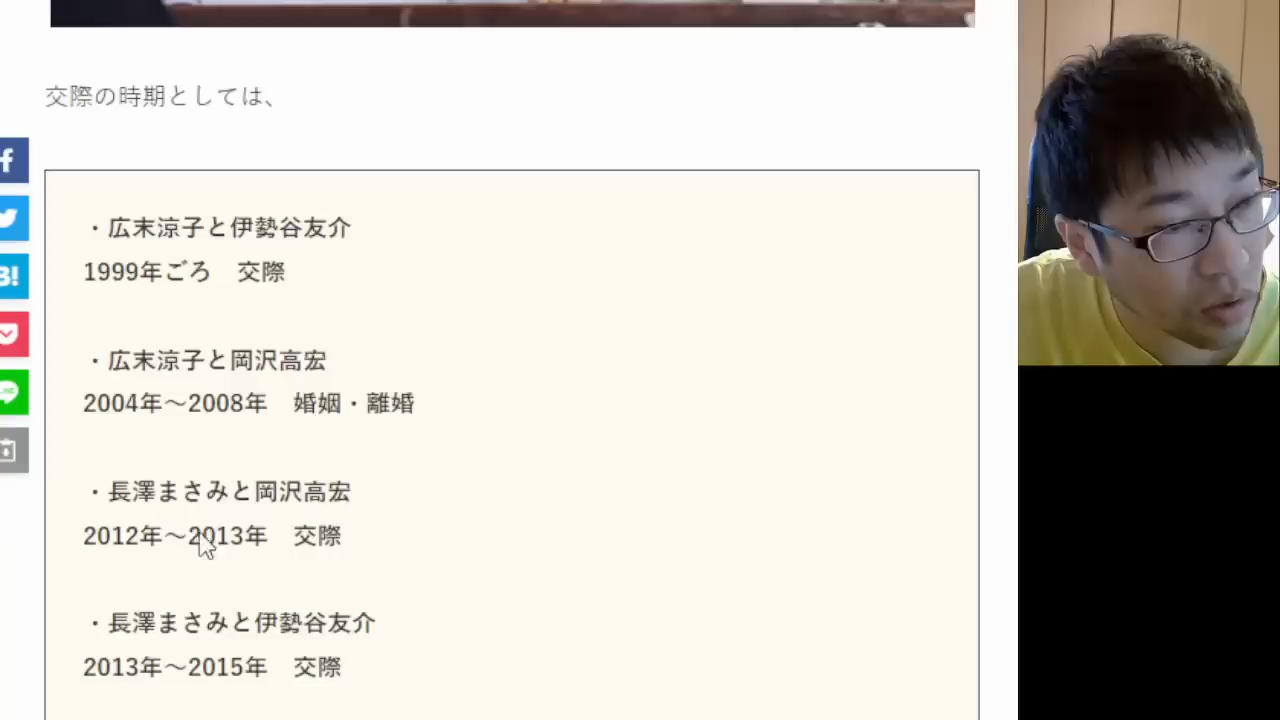 交際の時期としては、
・広末涼子と伊勢谷友介
1999年ごろ　交際
・広末涼子と岡沢高宏
2004年～2008年　婚姻・離婚
・長澤まさみと岡沢高宏
2012年～2013年　交際
・長澤まさみと伊勢谷友介
2013年～2015年　交際
B!
LINE